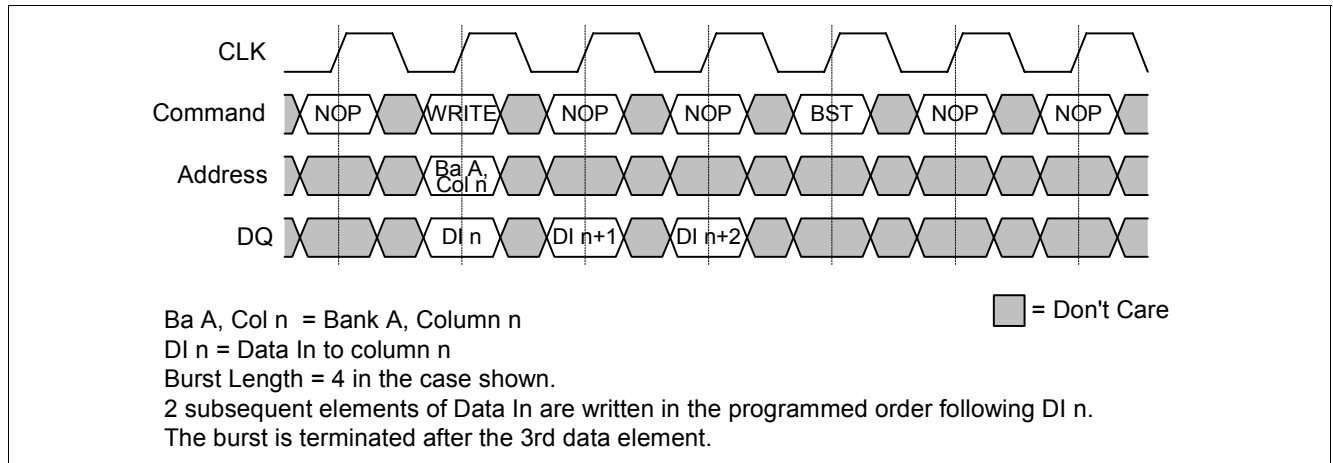 CLK
Command NOP WRITE NOP NOP BST NOP NOP
Address Ba A,
Col n
DQ DI n DI n+1 DI n+2
Ba A, Col n = Bank A, Column n
= Don't Care
DI n = Data In to column n
Burst Length = 4 in the case shown.
2 subsequent elements of Data In are written in the programmed order following DI n.
The burst is terminated after the 3rd data element.